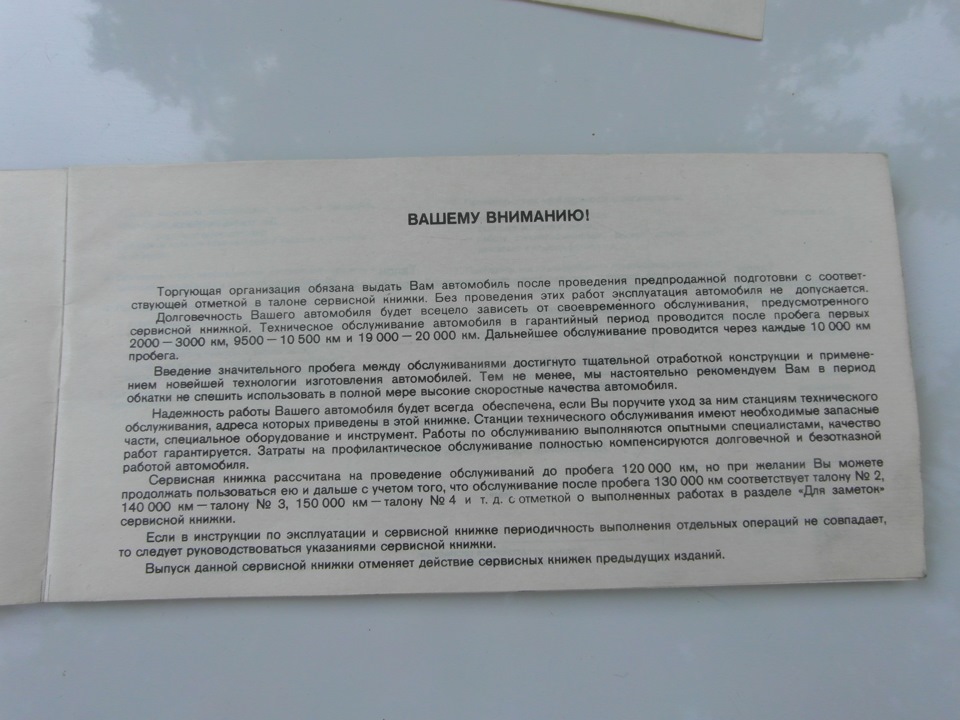 ВАШЕМУ ВНИМАНИЮ!
Торгующая организация обязана выдать Вам автомобиль после проведения предпродажной подготовки с соответ-
ствующей отметкой в талоне сервисной книжки. Без проведения этих работ эксплуатация автомобиля не допускается.
Долговечность Вашего автомобиля будет всецело зависеть от своевременного обслуживания, предусмотренного
сервисной книжкой. Техническое обслуживание автомобиля в гарантийный период проводится после пробега первых
2000 — 3000 км, 9500 — 10 500 км и 19 000 — 20 000 км. Дальнейшее обслуживание проводится через каждые 10 000 км
пробега.
Введение значительного пробега между обслуживаниями достигнуто тщательной отработкой конструкции и примене-
нием новейшей технологии изготовления автомобилей. Тем не менее, мы настоятельно рекомендуем Вам в период
обкатки не спешить использовать в полной мере высокие скоростные качества автомобиля.
Надежность работы Вашего автомобиля будет всегда обеспечена, если Вы поручите уход за ним станциям технического
обслуживания, адреса которых приведены в этой книжке. Станции технического обслуживания имеют необходимые запасные
части, специальное оборудование и инструмент. Работы по обслуживанию выполняются опытными специалистами, качество
работ гарантируется. Затраты на профилактическое обслуживание полностью компенсируются долговечной и безотказной
работой автомобиля.
Сервисная книжка рассчитана на проведение обслуживаний до пробега 120 000 км, но при желании Вы можете
продолжать пользоваться ею и дальше с учетом того, что обслуживание после пробега 130 000 км соответствует талону № 2,
140 000 км — талону № 3, 150 000 км — талону № 4 и т. д. с отметкой о выполненных работах в разделе «Для заметок»
сервисной книжки.
Если в инструкции по эксплуатации и сервисной книжке периодичность выполнения отдельных операций не совпадает,
то следует руководствоваться указаниями сервисной книжки.
Выпуск данной сервисной книжки отменяет действие сервисных книжек предыдущих изданий.